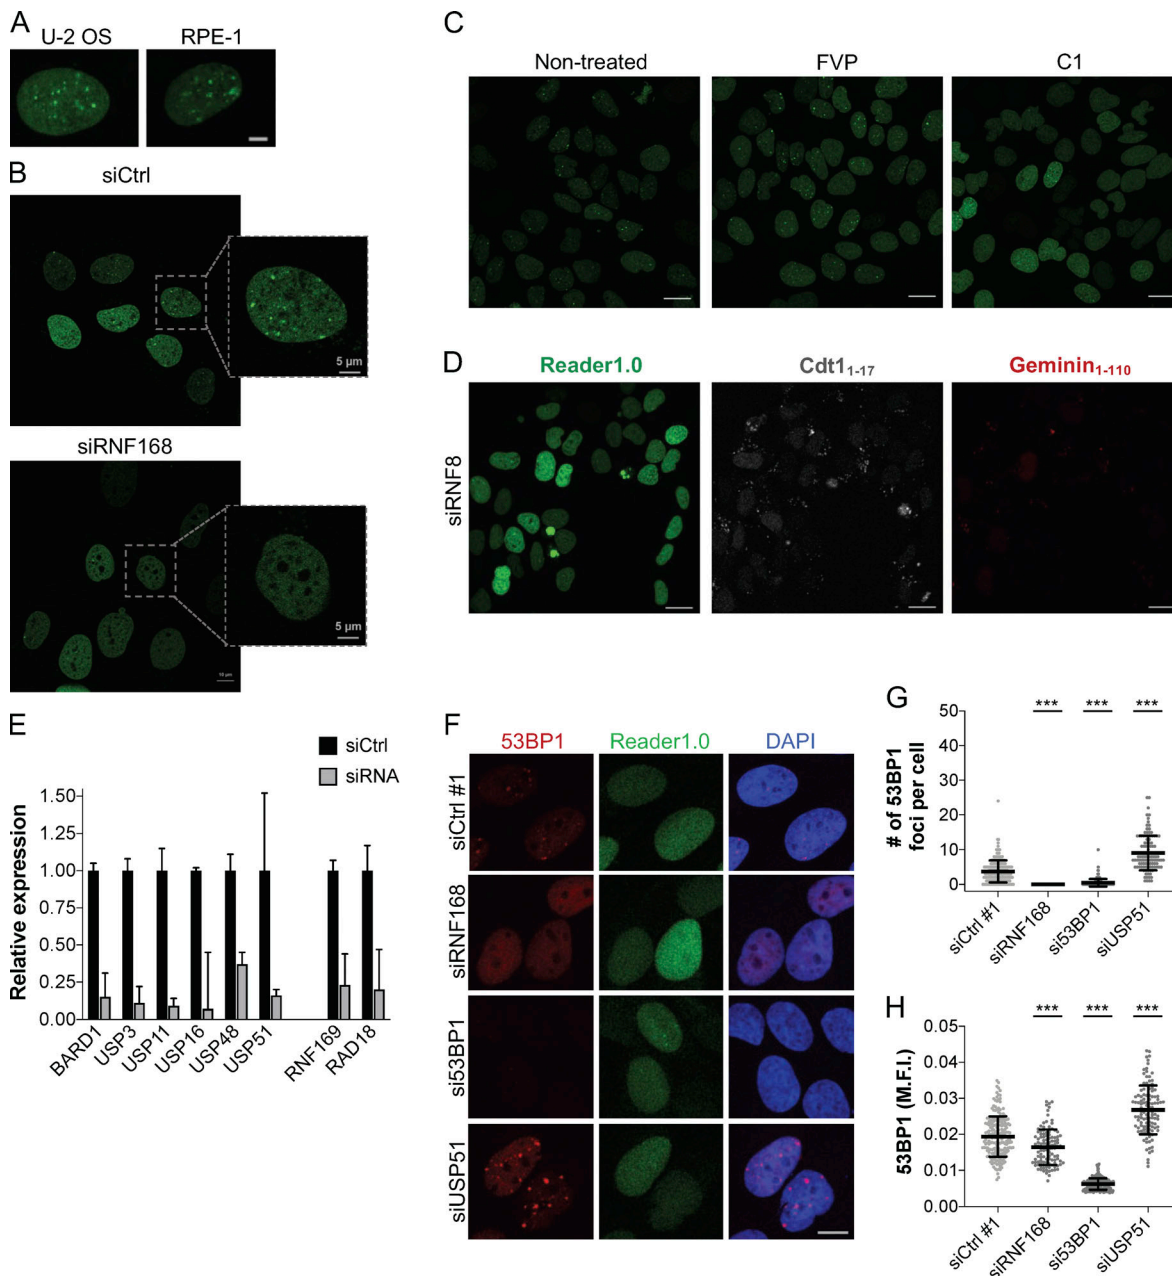 A
U-2 OS
RPE-1
B
siCtrl
5 µm
siRNF168
5 µm
10 µm
C
Non-treated
FVP
C1
D
Reader1.0
Cdt1₁₋₁₇
Geminin₁₋₁₁₀
siRNF8
E
siCtrl
siRNA
Relative expression
1.50
1.25
1.00
0.75
0.50
0.25
0
BARD1
USP3
USP11
USP16
USP48
USP51
RNF169
RAD18
F
53BP1
Reader1.0
DAPI
siCtrl #1
siRNF168
si53BP1
siUSP51
G
# of 53BP1
foci per cell
50
40
30
20
10
0
***
***
***
siCtrl #1
siRNF168
si53BP1
siUSP51
H
53BP1 (M.F.I.)
0.05
0.04
0.03
0.02
0.01
0.00
***
***
***
siCtrl #1
siRNF168
si53BP1
siUSP51